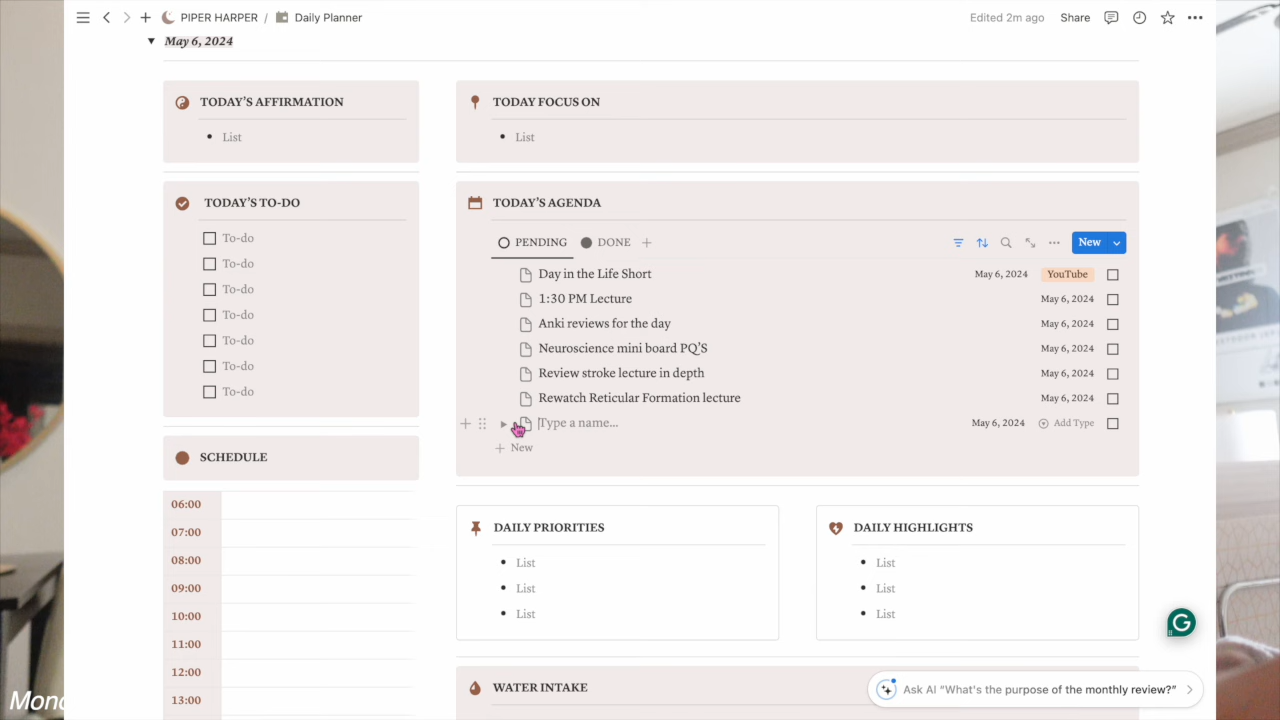 PIPER HARPER / Daily Planner
Edited 2m ago Share
May 6, 2024
TODAY'S AFFIRMATION
List
TODAY FOCUS ON
List
TODAY'S TO-DO
To-do
To-do
To-do
To-do
To-do
To-do
To-do
TODAY'S AGENDA
PENDING DONE
New
Day in the Life Short May 6, 2024 YouTube
1:30 PM Lecture May 6, 2024
Anki reviews for the day May 6, 2024
Neuroscience mini board PQ'S May 6, 2024
Review stroke lecture in depth May 6, 2024
Rewatch Reticular Formation lecture May 6, 2024
Type a name... May 6, 2024 Add Type
New
SCHEDULE
06:00
07:00
08:00
09:00
10:00
11:00
12:00
13:00
DAILY PRIORITIES
List
List
List
DAILY HIGHLIGHTS
List
List
List
WATER INTAKE
Ask AI "What's the purpose of the monthly review?"